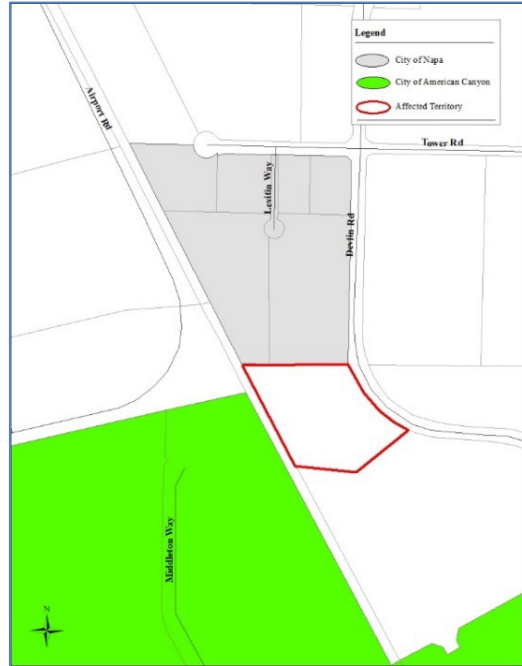 Legend
City of Napa
City of American Canyon
Affected Territory
Airport Rd
Tower Rd
Lesitin Way
Devlin Rd
Middleton Way
N